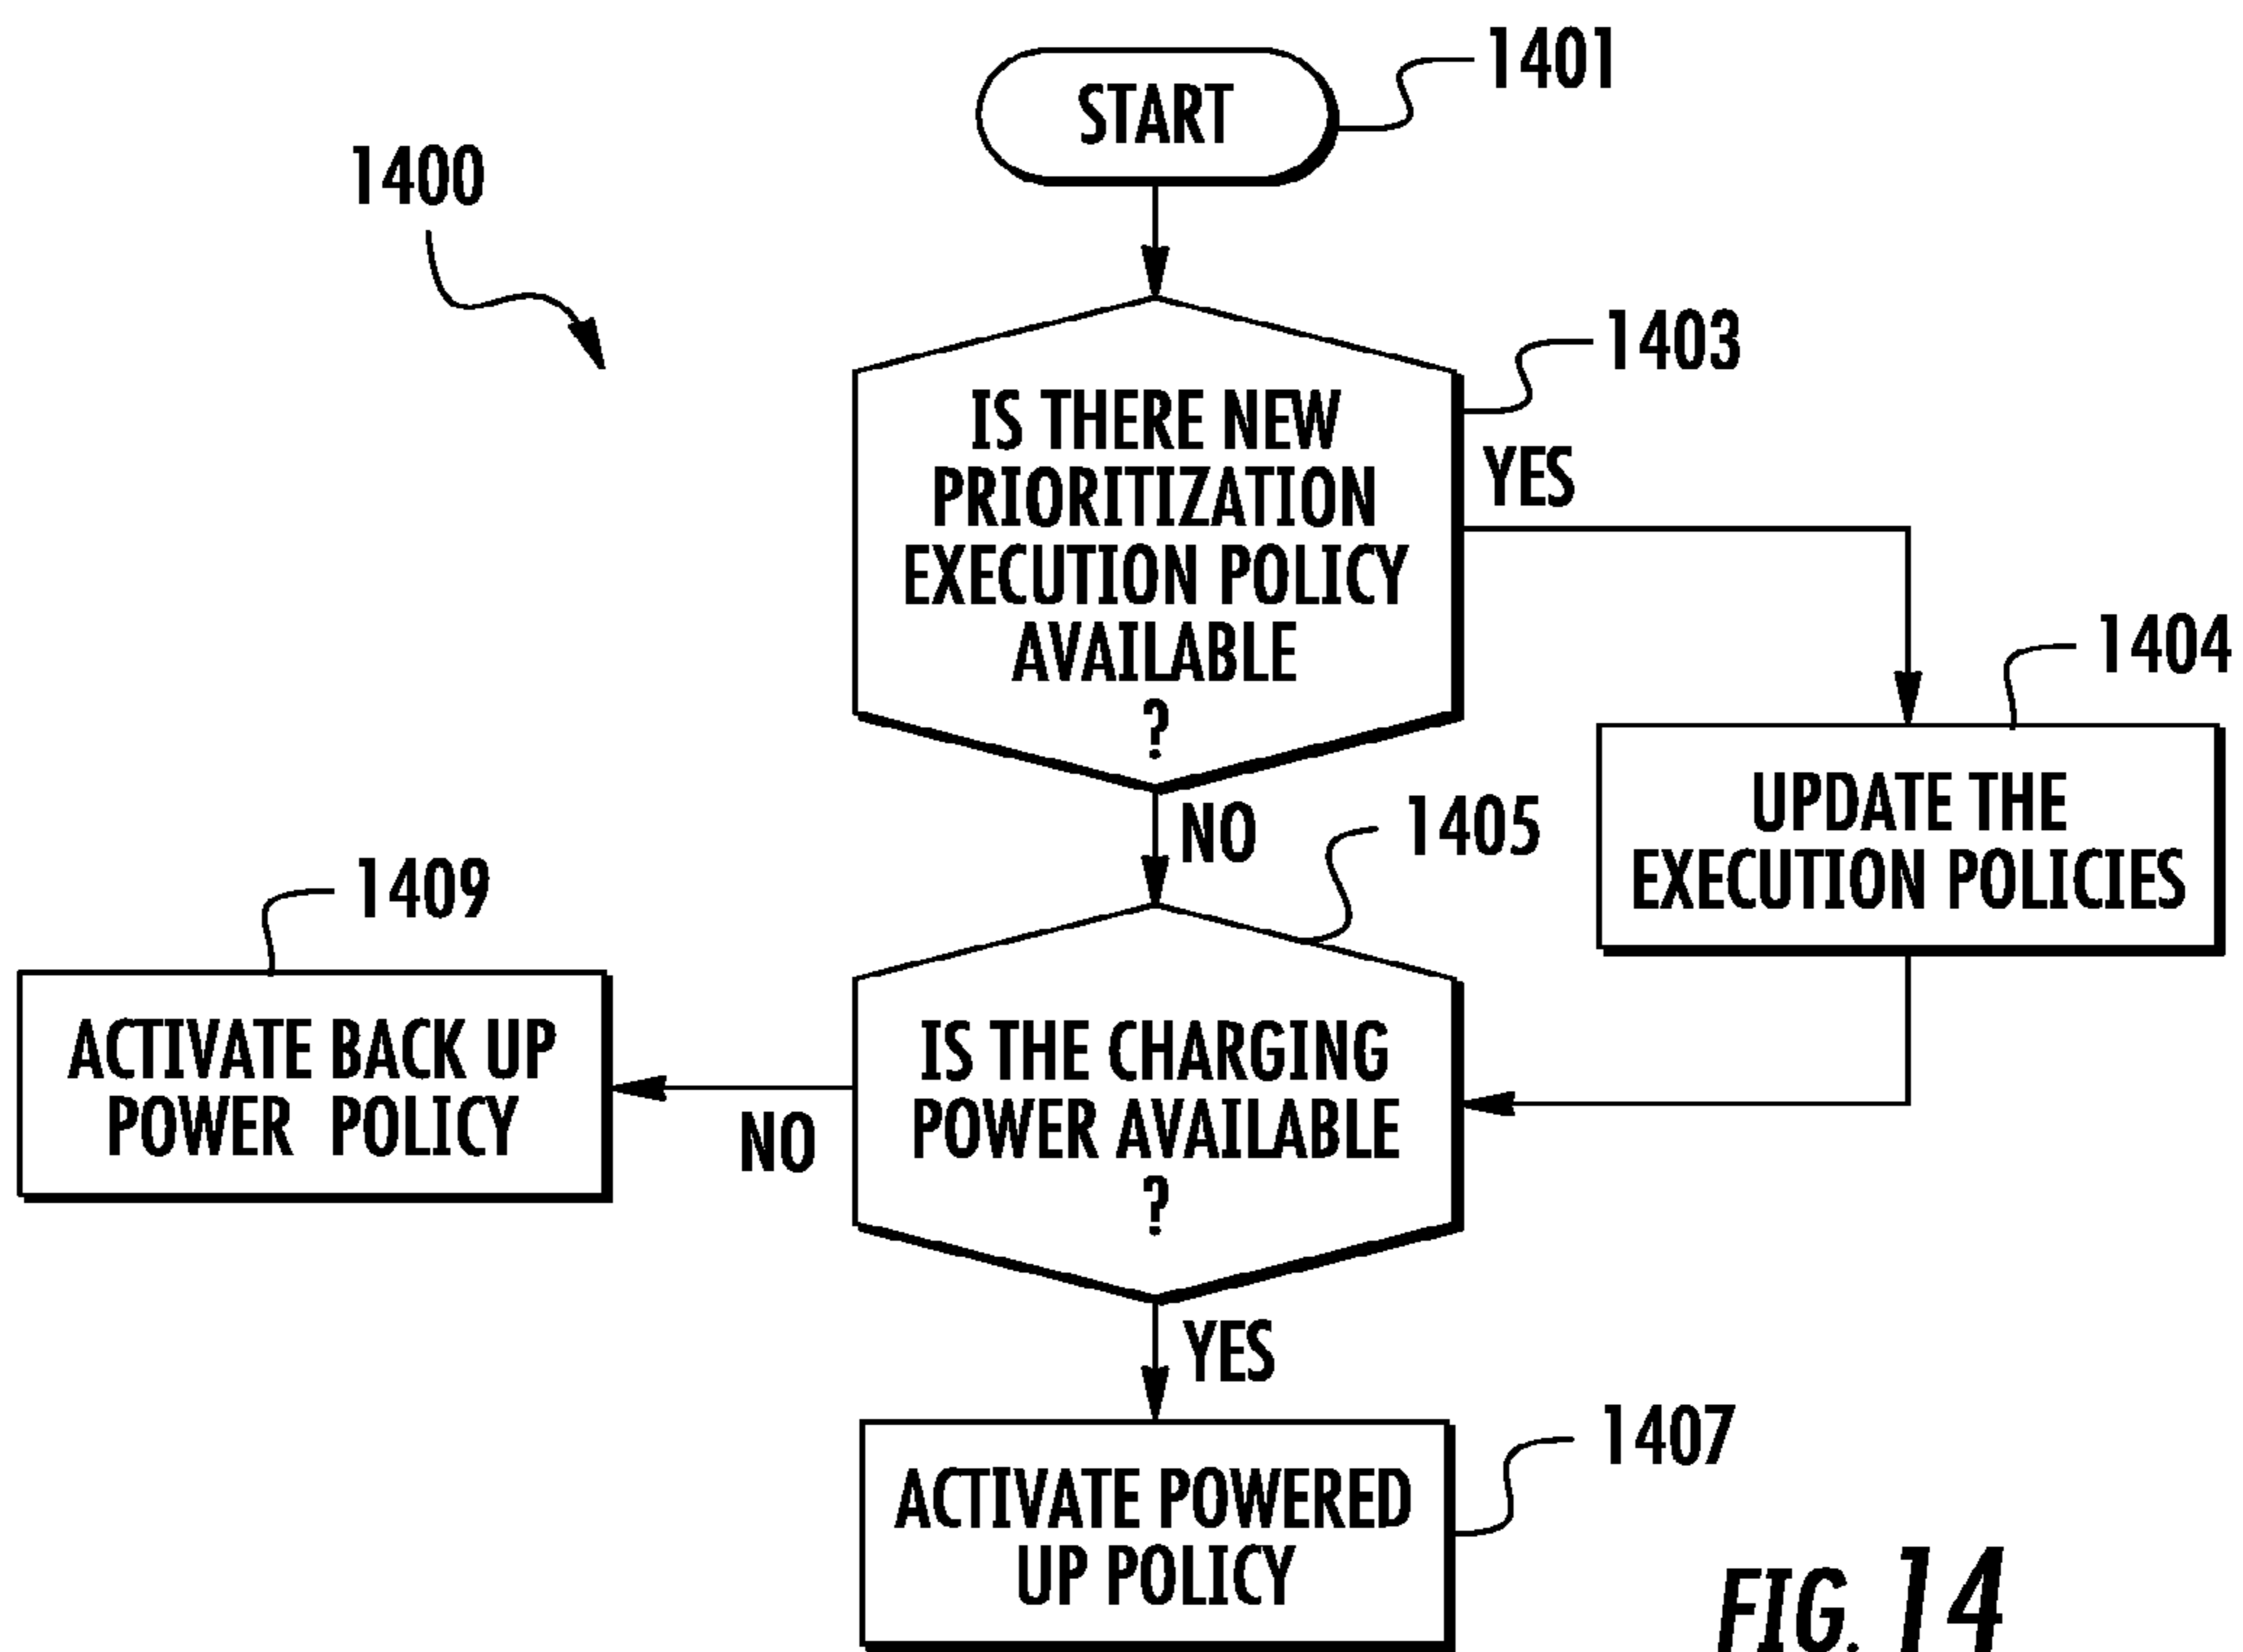 1401
START
1400
1403
IS THERE NEW
PRIORITIZATION
EXECUTION POLICY
AVAILABLE
?
YES
1404
UPDATE THE
EXECUTION POLICIES
NO
1405
1409
ACTIVATE BACK UP
POWER POLICY
IS THE CHARGING
POWER AVAILABLE
?
NO
YES
1407
ACTIVATE POWERED
UP POLICY
FIG. 14